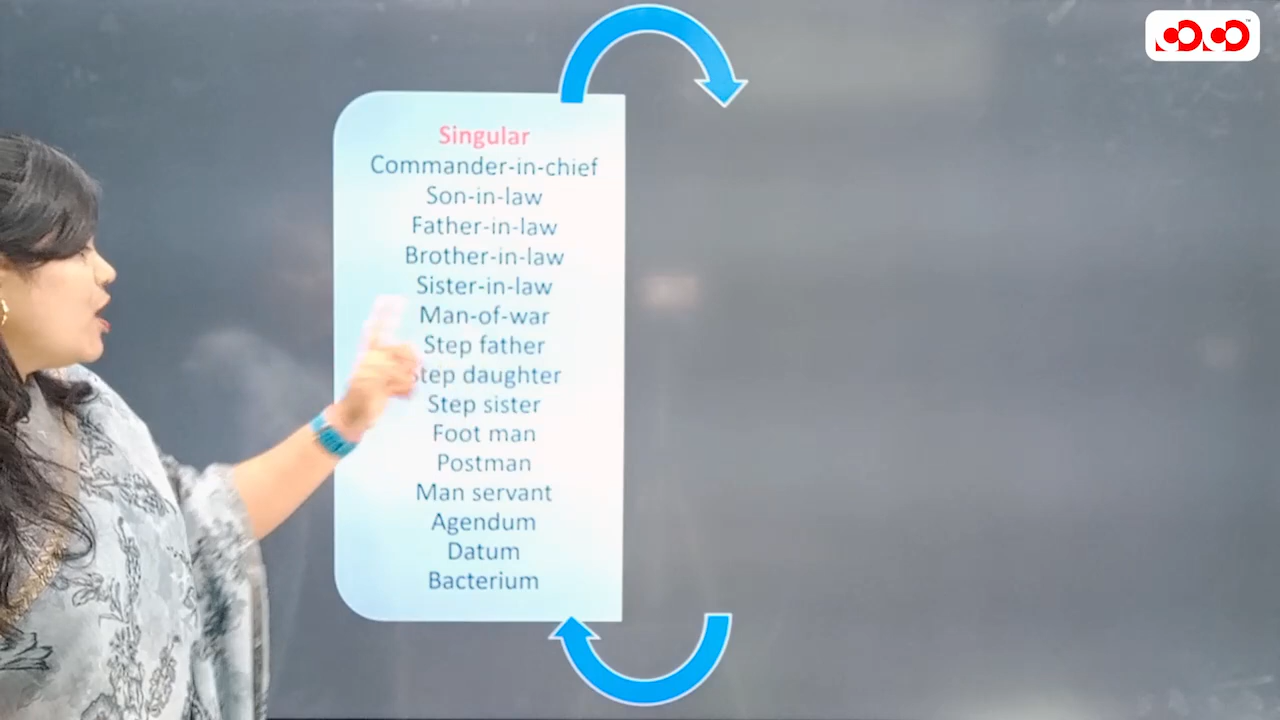 Singular
Commander-in-chief
Son-in-law
Father-in-law
Brother-in-law
Sister-in-law
Man-of-war
Step father
Step daughter
Step sister
Foot man
Postman
Man servant
Agendum
Datum
Bacterium